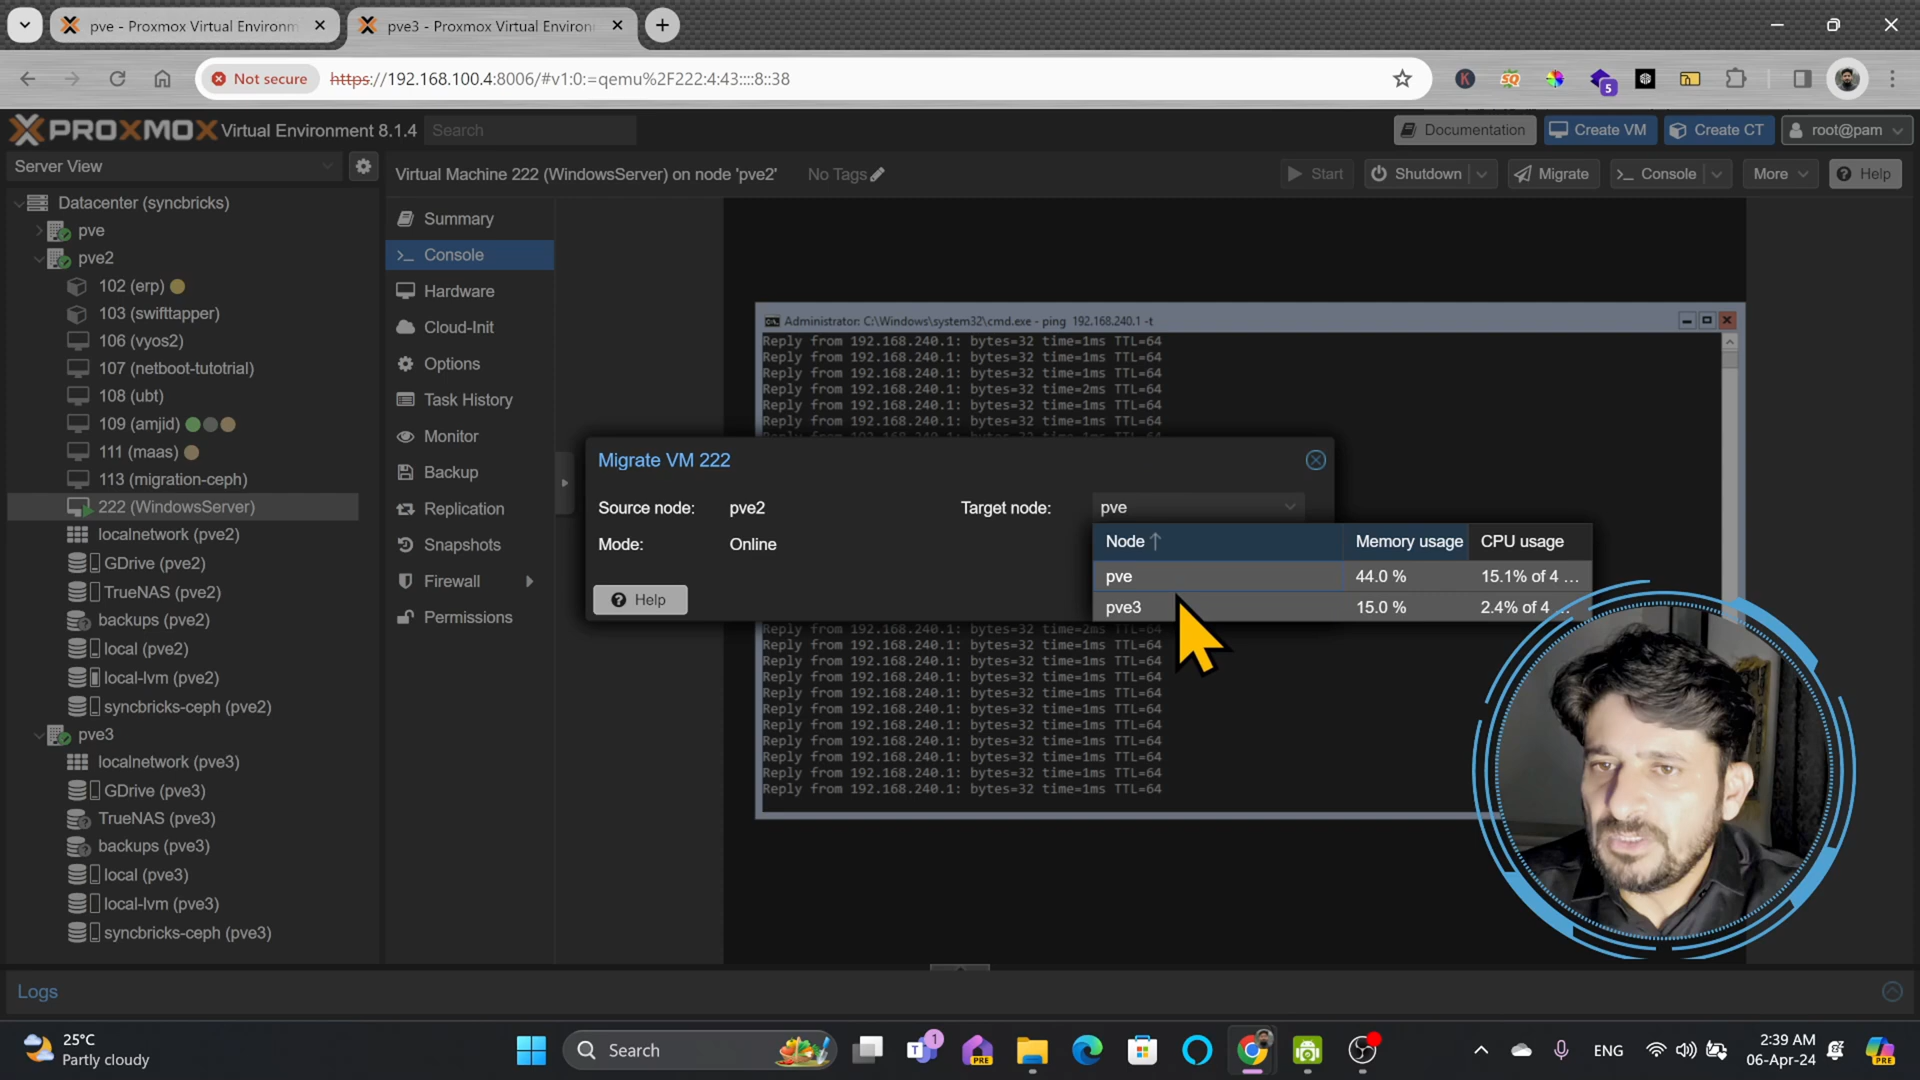 pve - Proxmox Virtual Environm
pve3 - Proxmox Virtual Environ
Not secure
https://192.168.100.4:8006/#v1:0:=qemu%2F222:4:43::::8::38
5
PROXMOX Virtual Environment 8.1.4
Search
Documentation
Create VM
Create CT
root@pam
Server View
Virtual Machine 222 (WindowsServer) on node 'pve2'
No Tags
Start
Shutdown
Migrate
Console
More
Help
Datacenter (syncbricks)
pve
pve2
102 (erp)
103 (swifttapper)
106 (vyos2)
107 (netboot-tutotrial)
108 (ubt)
109 (amjid)
111 (maas)
113 (migration-ceph)
222 (WindowsServer)
localnetwork (pve2)
GDrive (pve2)
TrueNAS (pve2)
backups (pve2)
local (pve2)
local-lvm (pve2)
syncbricks-ceph (pve2)
pve3
localnetwork (pve3)
GDrive (pve3)
TrueNAS (pve3)
backups (pve3)
local (pve3)
local-lvm (pve3)
syncbricks-ceph (pve3)
Summary
Console
Hardware
Cloud-Init
Options
Task History
Monitor
Backup
Replication
Snapshots
Firewall
Permissions
Administrator: C:\Windows\system32\cmd.exe - ping 192.168.240.1 -t
Reply from 192.168.240.1: bytes=32 time=1ms TTL=64
Reply from 192.168.240.1: bytes=32 time=1ms TTL=64
Reply from 192.168.240.1: bytes=32 time=1ms TTL=64
Reply from 192.168.240.1: bytes=32 time=2ms TTL=64
Reply from 192.168.240.1: bytes=32 time=1ms TTL=64
Reply from 192.168.240.1: bytes=32 time=1ms TTL=64
Migrate VM 222
Source node: pve2
Target node: pve
Mode: Online
Help
Node Memory usage CPU usage
pve 44.0 % 15.1% of 4 ...
pve3 15.0 % 2.4% of 4 ...
Reply from 192.168.240.1: bytes=32 time=2ms TTL=64
Reply from 192.168.240.1: bytes=32 time=1ms TTL=64
Reply from 192.168.240.1: bytes=32 time=1ms TTL=64
Reply from 192.168.240.1: bytes=32 time=1ms TTL=64
Reply from 192.168.240.1: bytes=32 time=1ms TTL=64
Reply from 192.168.240.1: bytes=32 time=1ms TTL=64
Reply from 192.168.240.1: bytes=32 time=1ms TTL=64
Reply from 192.168.240.1: bytes=32 time=1ms TTL=64
Reply from 192.168.240.1: bytes=32 time=1ms TTL=64
Reply from 192.168.240.1: bytes=32 time=1ms TTL=64
Reply from 192.168.240.1: bytes=32 time=1ms TTL=64
Logs
25°C
Partly cloudy
Search
1
PRE
ENG
2:39 AM
06-Apr-24
PRE